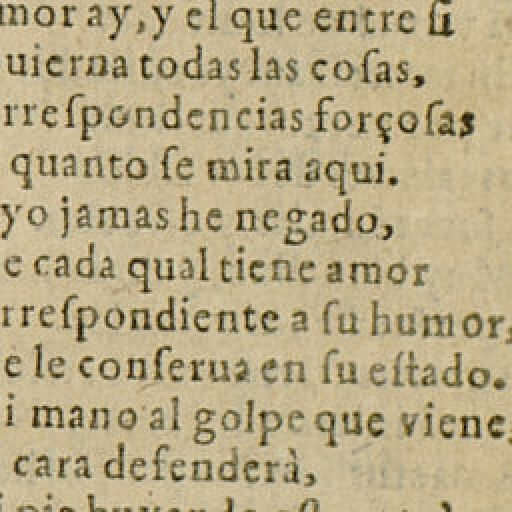 mor ay, y el que entre ſi
uierna todas las coſas,
rreſpondencias forçoſas
quanto ſe mira aqui.
yo jamas he negado,
e cada qual tiene amor
rreſpondiente a ſu humor,
e le conſerua en ſu eſtado.
i mano al golpe que viene,
cara defenderà,